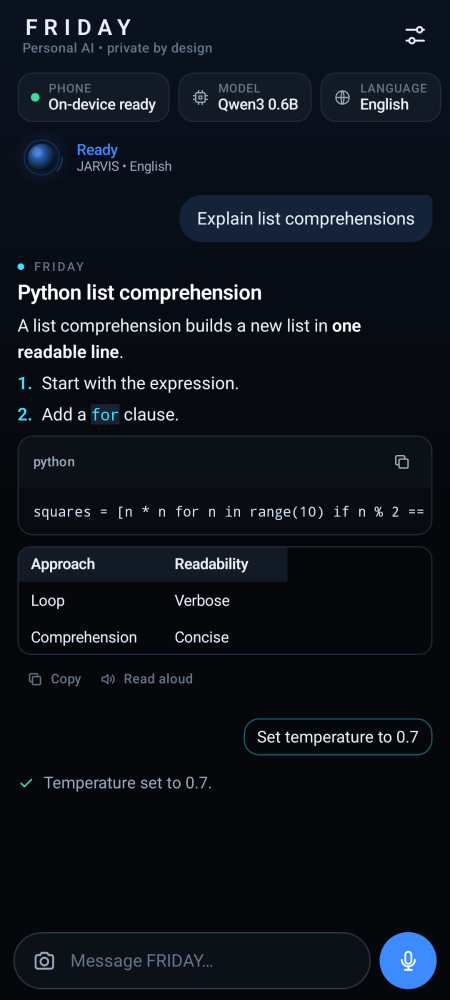 FRIDAY
Personal AI • private by design
PHONE
On-device ready
MODEL
Qwen3 0.6B
LANGUAGE
English
Ready
JARVIS • English
Explain list comprehensions
FRIDAY
Python list comprehension
A list comprehension builds a new list in one
readable line.
1. Start with the expression.
2. Add a for clause.
python
squares = [n * n for n in range(10) if n % 2 ==
Approach Readability
Loop Verbose
Comprehension Concise
Copy Read aloud
Set temperature to 0.7
Temperature set to 0.7.
Message FRIDAY…